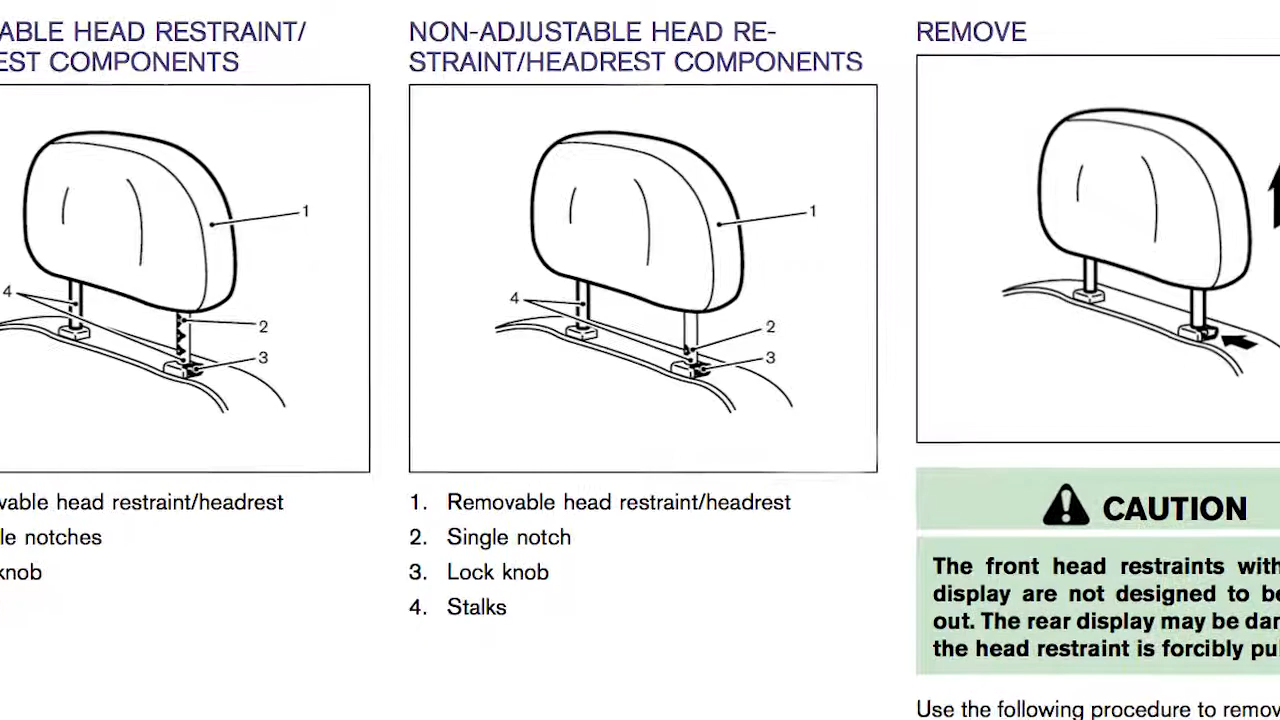 ABLE HEAD RESTRAINT/
EST COMPONENTS
1
4
2
3
vable head restraint/headrest
le notches
knob
NON-ADJUSTABLE HEAD RE-
STRAINT/HEADREST COMPONENTS
1
4
2
3
1. Removable head restraint/headrest
2. Single notch
3. Lock knob
4. Stalks
REMOVE
CAUTION
The front head restraints with
display are not designed to be
out. The rear display may be dam
the head restraint is forcibly pul
Use the following procedure to remov